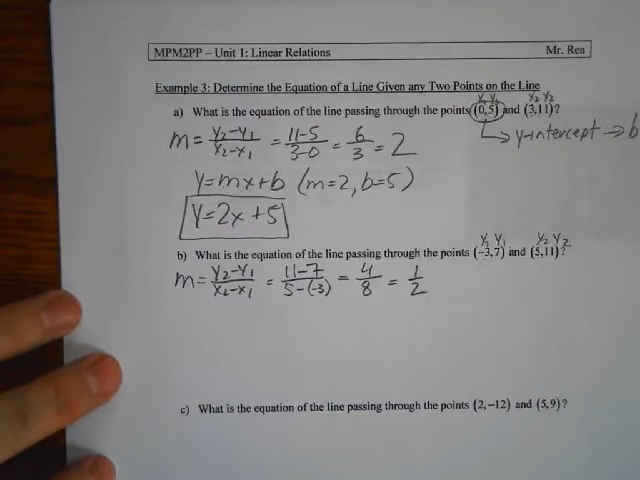 MPM2PP – Unit 1: Linear Relations Mr. Rea
Example 3: Determine the Equation of a Line Given any Two Points on the Line
x₁ y₁ x₂ y₂
a) What is the equation of the line passing through the points (0,5) and (3,11)?
m = y₂-y₁/x₂-x₁ = 11-5/3-0 = 6/3 = 2
y-intercept → b
y=mx+b (m=2, b=5)
y=2x+5
x₁ y₁ x₂ y₂
b) What is the equation of the line passing through the points (−3,7) and (5,11)?
m = y₂-y₁/x₂-x₁ = 11-7/5-(-3) = 4/8 = 1/2
c) What is the equation of the line passing through the points (2,−12) and (5,9)?